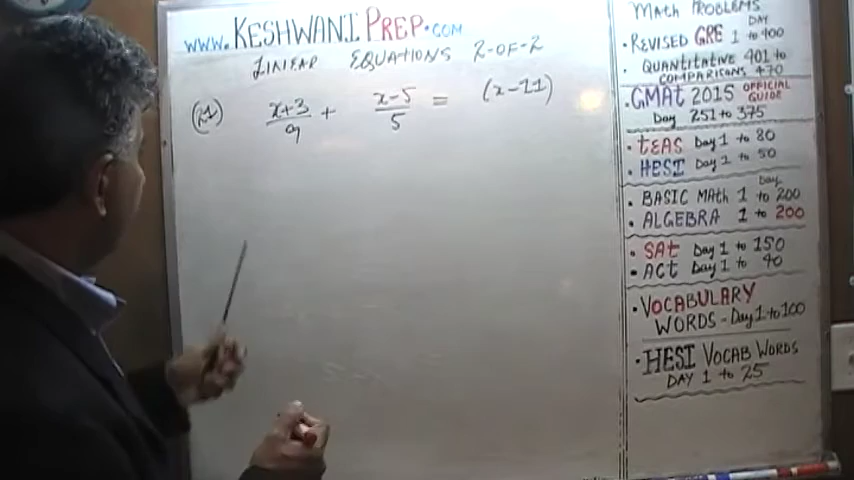 www.KESHWANIPREP.COM
LINEAR EQUATIONS 2-OF-2
(21) x+3/9 + x-5/5 = (x-11)
MATH PROBLEMS
DAY
• REVISED GRE 1 to 400
• QUANTITATIVE 401 to
COMPARISONS 470
• GMAt 2015 OFFICIAL GUIDE
Day 251 to 375
• tEAS Day 1 to 80
• HESI Day 1 to 50
Day
• BASIC MAth 1 to 200
• ALGEBRA 1 to 200
• SAt Day 1 to 150
• ACt Day 1 to 40
• VOCABULARY
WORDS - Day 1 to 100
• HESI VOCAB WORDS
DAY 1 to 25